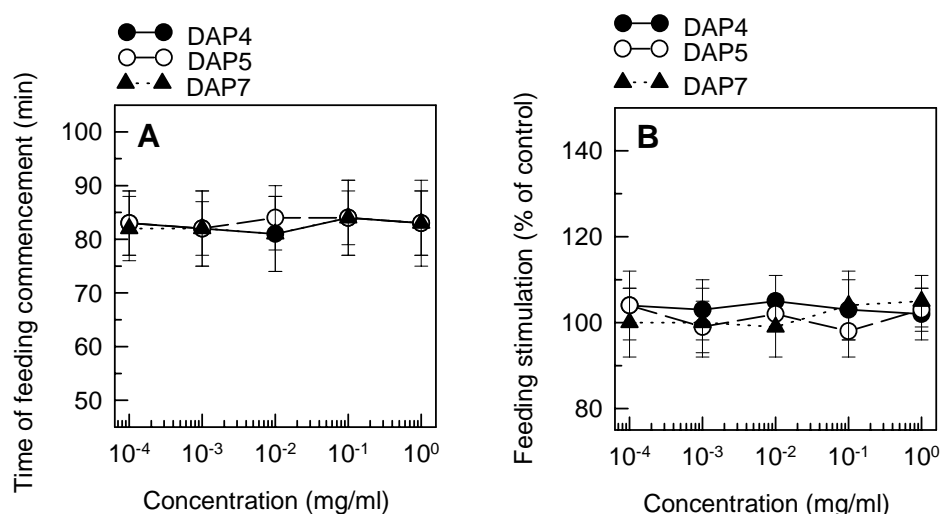 DAP4
DAP5
DAP7
A
Time of feeding commencement (min)
100
90
80
70
60
50
10-4 10-3 10-2 10-1 100
Concentration (mg/ml)
DAP4
DAP5
DAP7
B
Feeding stimulation (% of control)
140
120
100
80
10-4 10-3 10-2 10-1 100
Concentration (mg/ml)